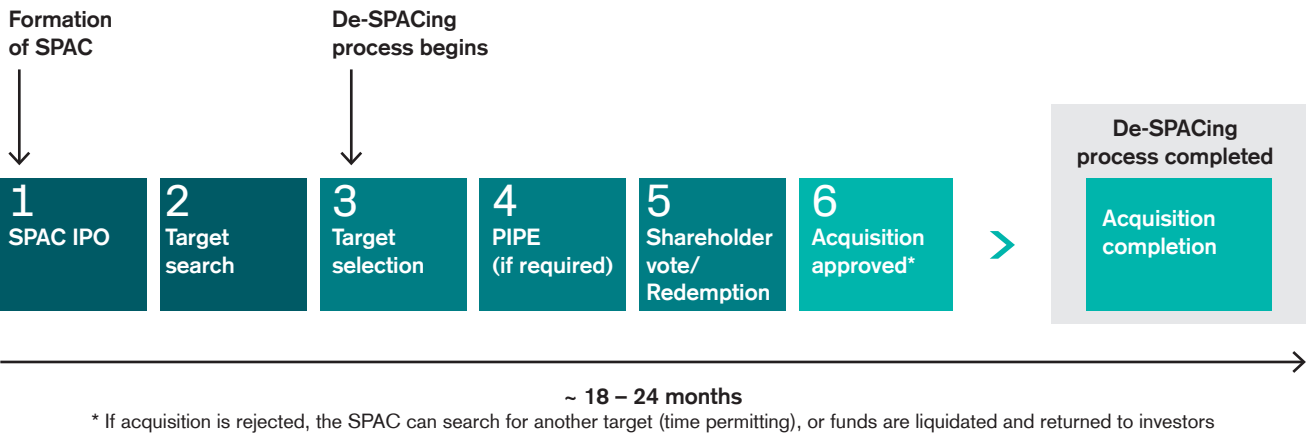 Formation
of SPAC
De-SPACing
process begins
De-SPACing
process completed
1
SPAC IPO
2
Target
search
3
Target
selection
4
PIPE
(if required)
5
Shareholder
vote/
Redemption
6
Acquisition
approved*
Acquisition
completion
~ 18 – 24 months
* If acquisition is rejected, the SPAC can search for another target (time permitting), or funds are liquidated and returned to investors